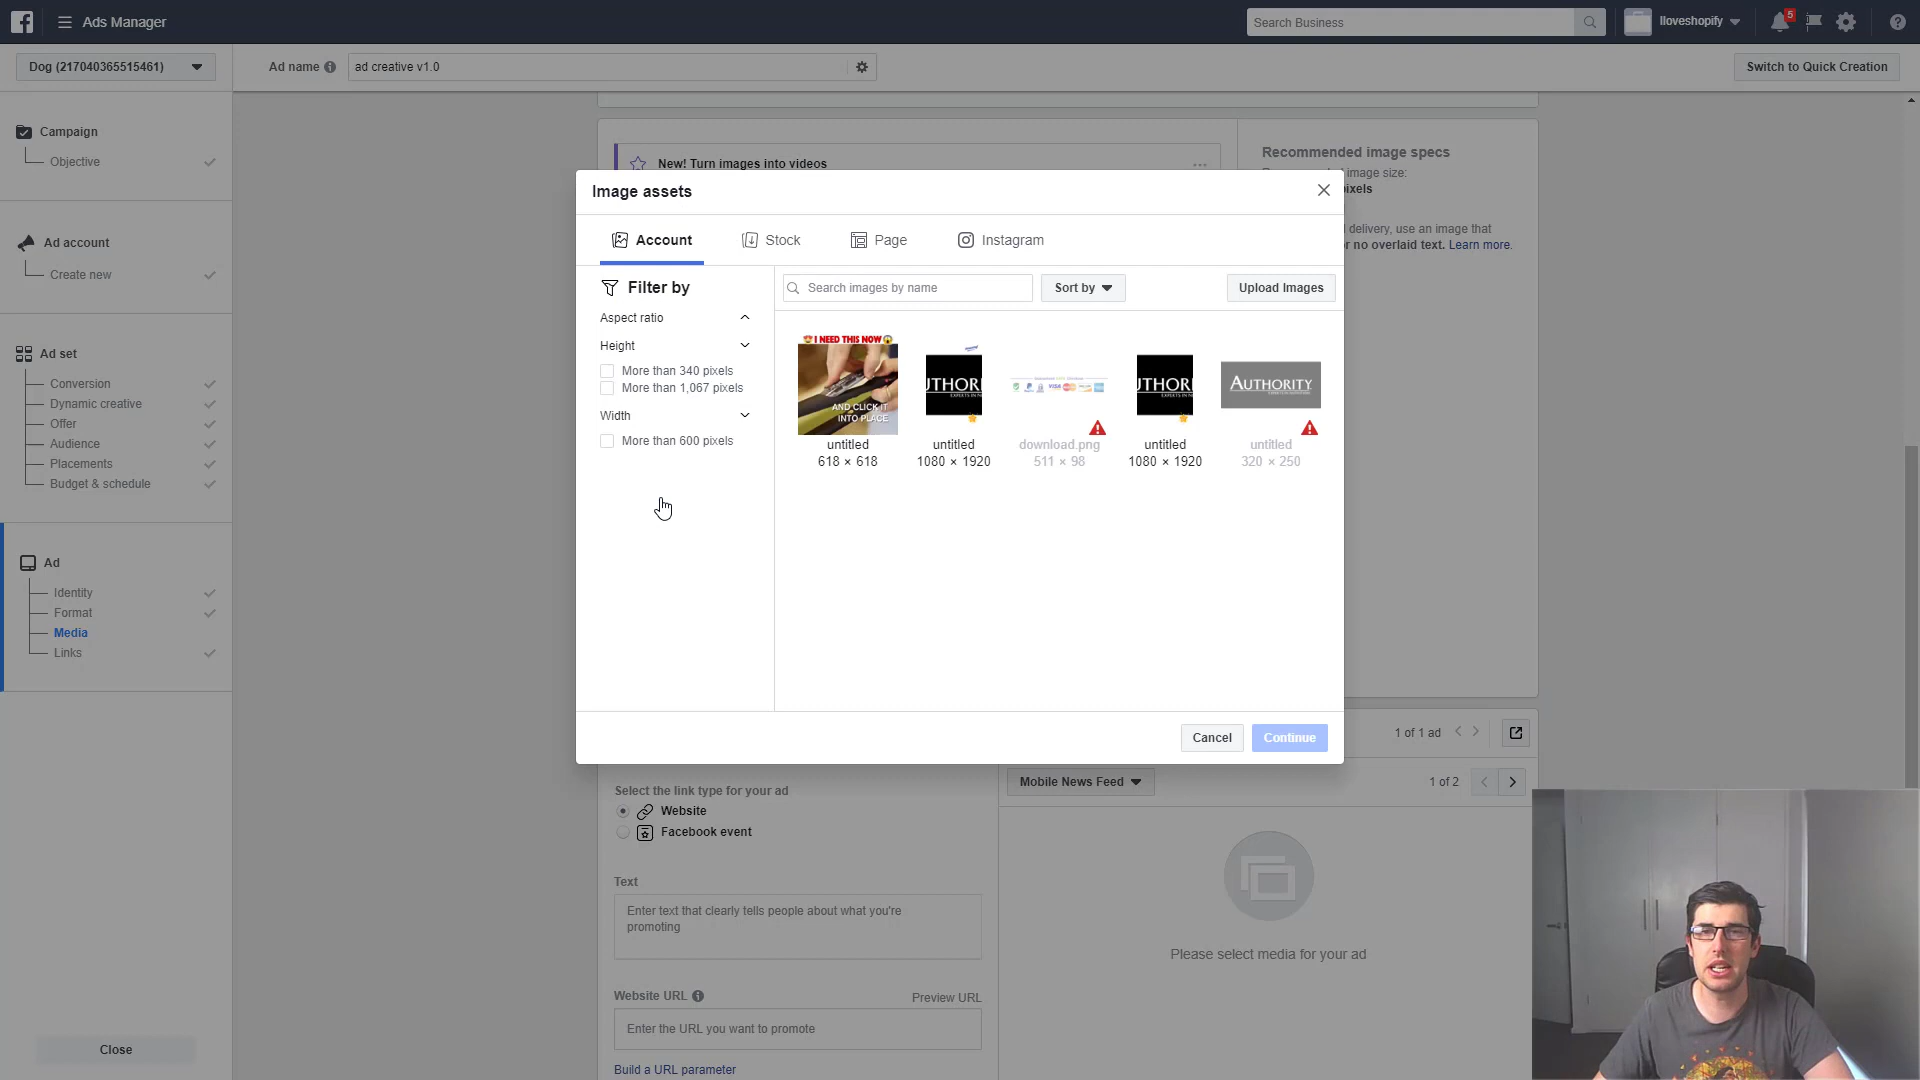 Ads Manager
Search Business
Iloveshopify
5
Dog (217040365515461)
Ad name
ad creative v1.0
Switch to Quick Creation
Campaign
Objective
Ad account
Create new
Ad set
Conversion
Dynamic creative
Offer
Audience
Placements
Budget & schedule
Ad
Identity
Format
Media
Links
Close
New! Turn images into videos
Recommended image specs
image size:
pixels
delivery, use an image that
or no overlaid text. Learn more.
Image assets
Account
Stock
Page
Instagram
Filter by
Aspect ratio
Height
More than 340 pixels
More than 1,067 pixels
Width
More than 600 pixels
Search images by name
Sort by
Upload Images
I NEED THIS NOW
AND CLICK IT
INTO PLACE
untitled
618 × 618
UTHORI
EXPERTS IN N
untitled
1080 × 1920
VISA
download.png
511 × 98
UTHORI
EXPERTS IN N
untitled
1080 × 1920
AUTHORITY
untitled
320 × 250
Cancel
Continue
1 of 1 ad
Mobile News Feed
1 of 2
Please select media for your ad
Select the link type for your ad
Website
Facebook event
Text
Enter text that clearly tells people about what you're
promoting
Website URL
Preview URL
Enter the URL you want to promote
Build a URL parameter